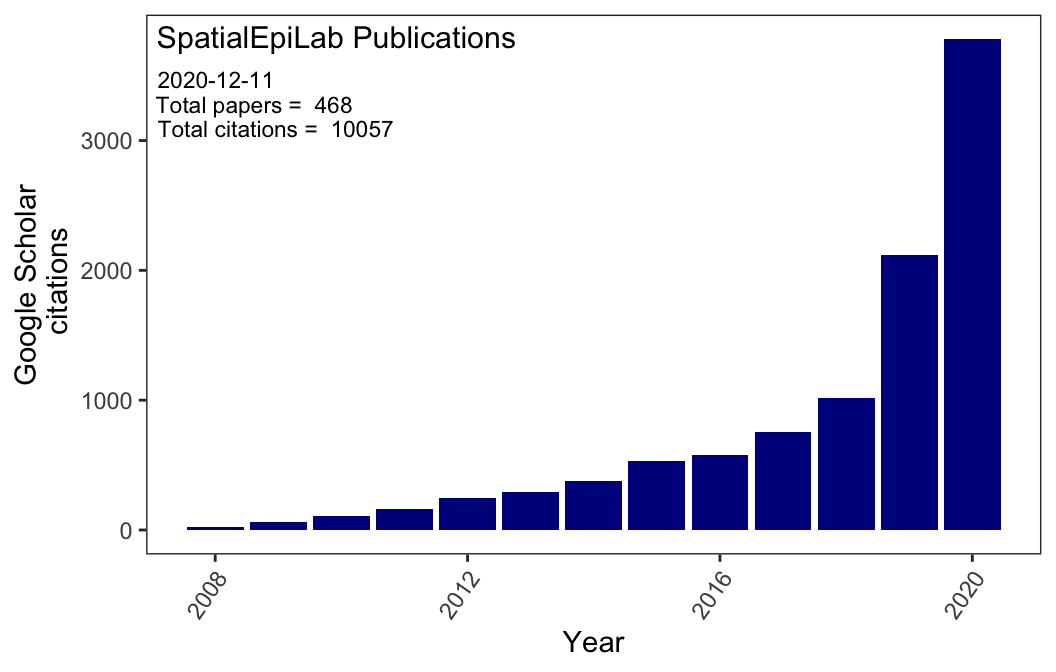 SpatialEpiLab Publications
2020-12-11
Total papers = 468
Total citations = 10057
Google Scholar
citations
3000
2000
1000
0
2008
2012
2016
2020
Year